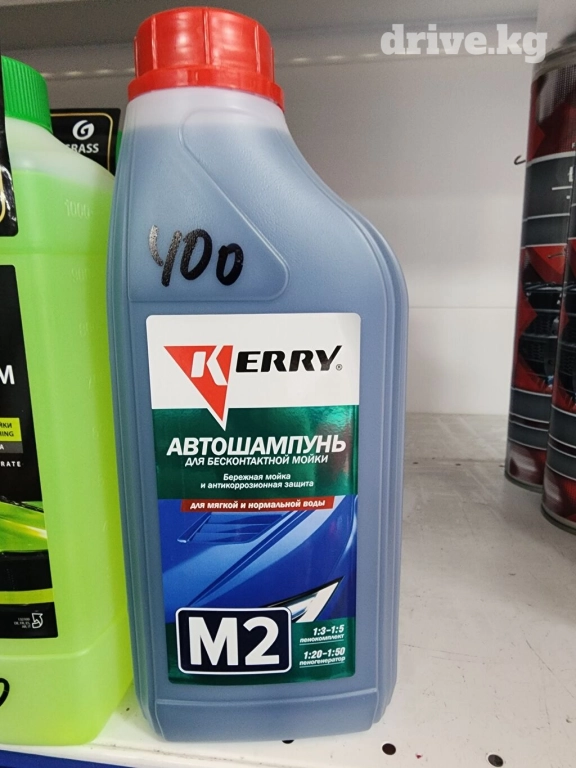 drive.kg
GRASS
1000
400
KERRY®
АВТОШАМПУНЬ
ДЛЯ БЕСКОНТАКТНОЙ МОЙКИ
Бережная мойка
и антикоррозионная защита
для мягкой и нормальной воды
M2
1:3–1:5
пенокомплект
1:20–1:50
пеногенератор